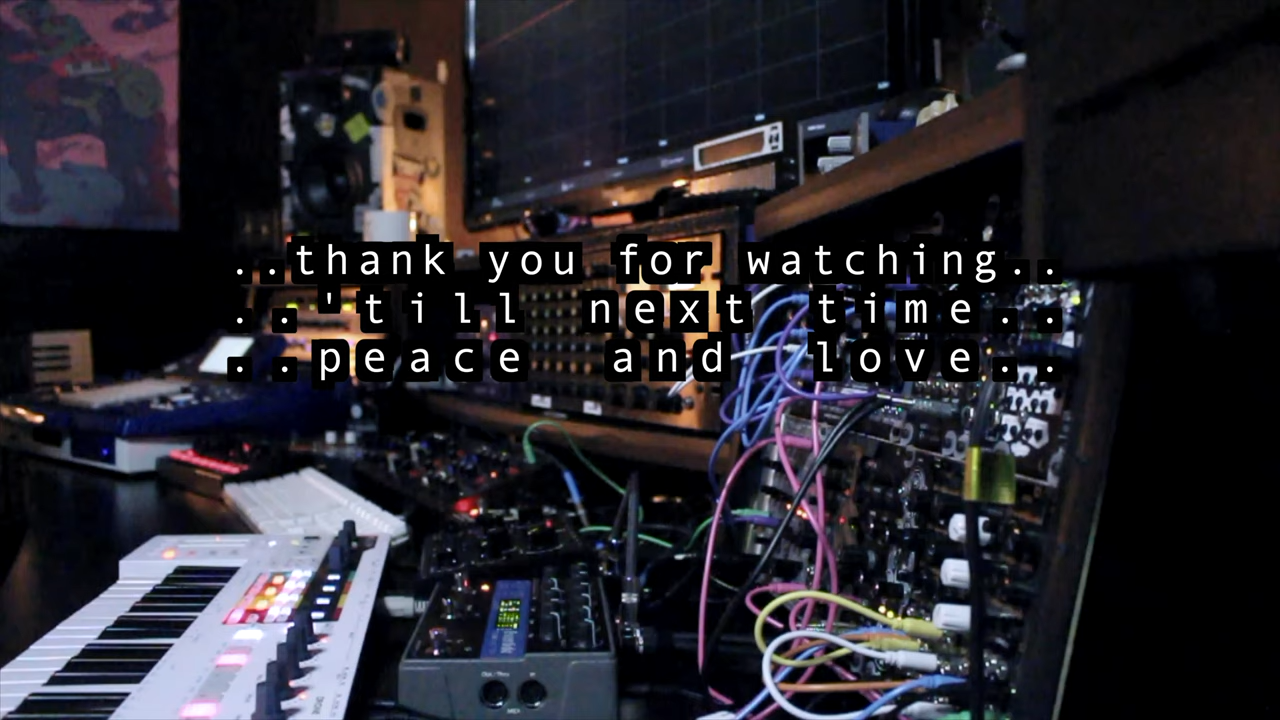 ..thank you for watching..
..'till next time..
..peace and love..